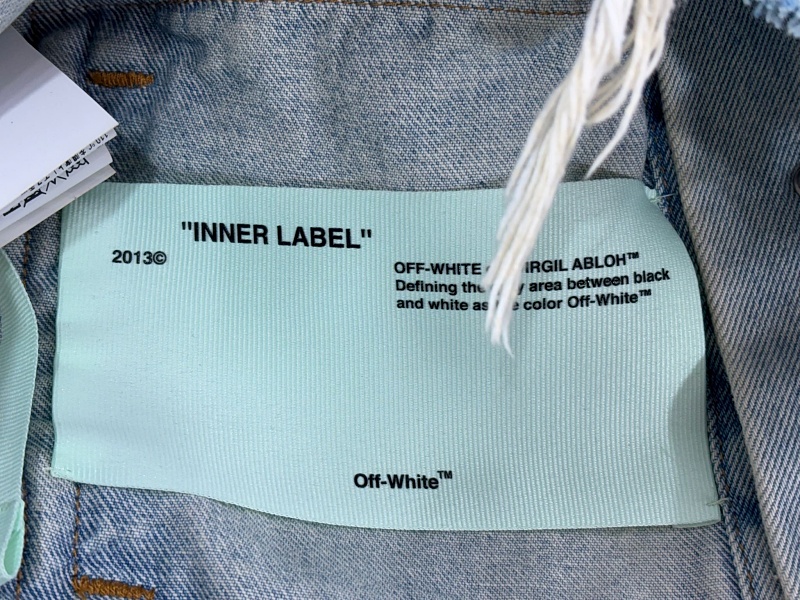 "INNER LABEL"
2013©
OFF-WHITE VIRGIL ABLOH™
Defining the area between black
and white as color Off-White™
Off-White™